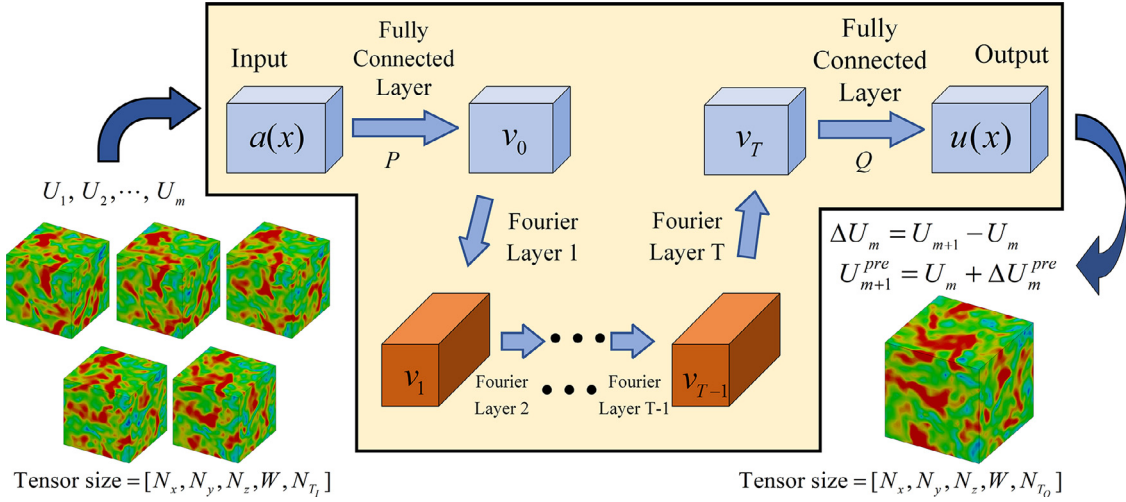 Input
Fully
Connected
Layer
a(x)
P
v_0
U_1, U_2, ⋯, U_m
Fourier
Layer 1
v_1
Fourier
Layer 2
• • •
• • •
Fourier
Layer T-1
v_{T-1}
Fourier
Layer T
v_T
Fully
Connected
Layer
Q
Output
u(x)
ΔU_m = U_{m+1} − U_m
U_{m+1}^{pre} = U_m + ΔU_m^{pre}
Tensor size = [N_x, N_y, N_z, W, N_{T_I}]
Tensor size = [N_x, N_y, N_z, W, N_{T_O}]